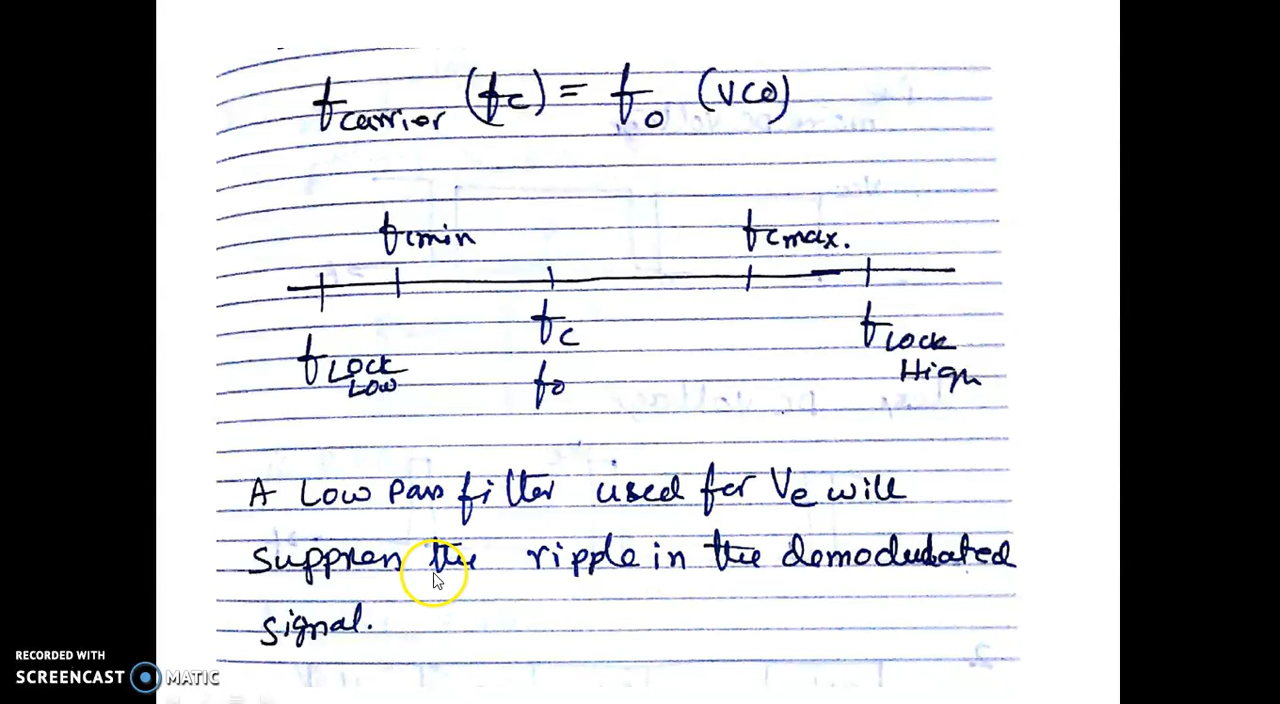 f carrier (fc) = fo (VCO)
fcmin fcmax.
fc fLock High
fLOCK LOW fo
A Low pass filter used for Ve will
suppress the ripple in the demodulated
signal.
RECORDED WITH
SCREENCAST MATIC